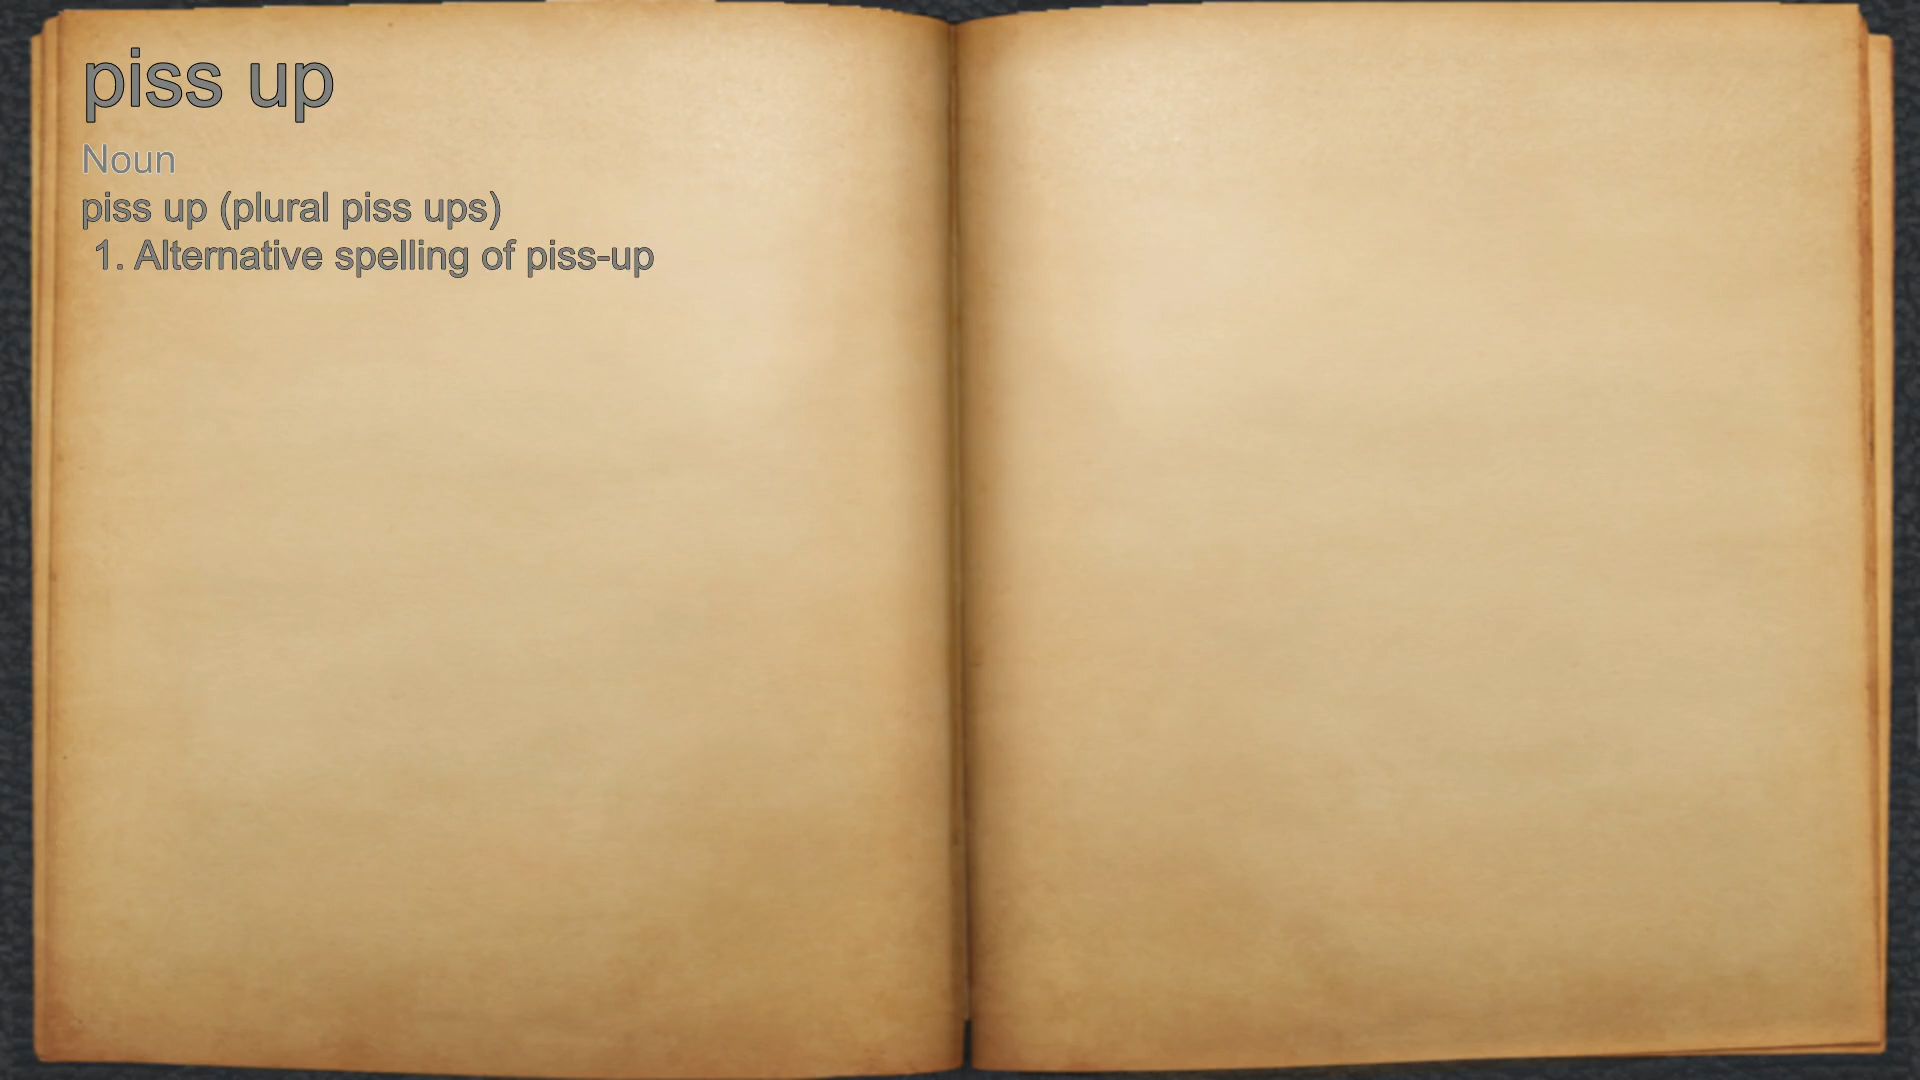 piss up
Noun
piss up (plural piss ups)
1. Alternative spelling of piss-up